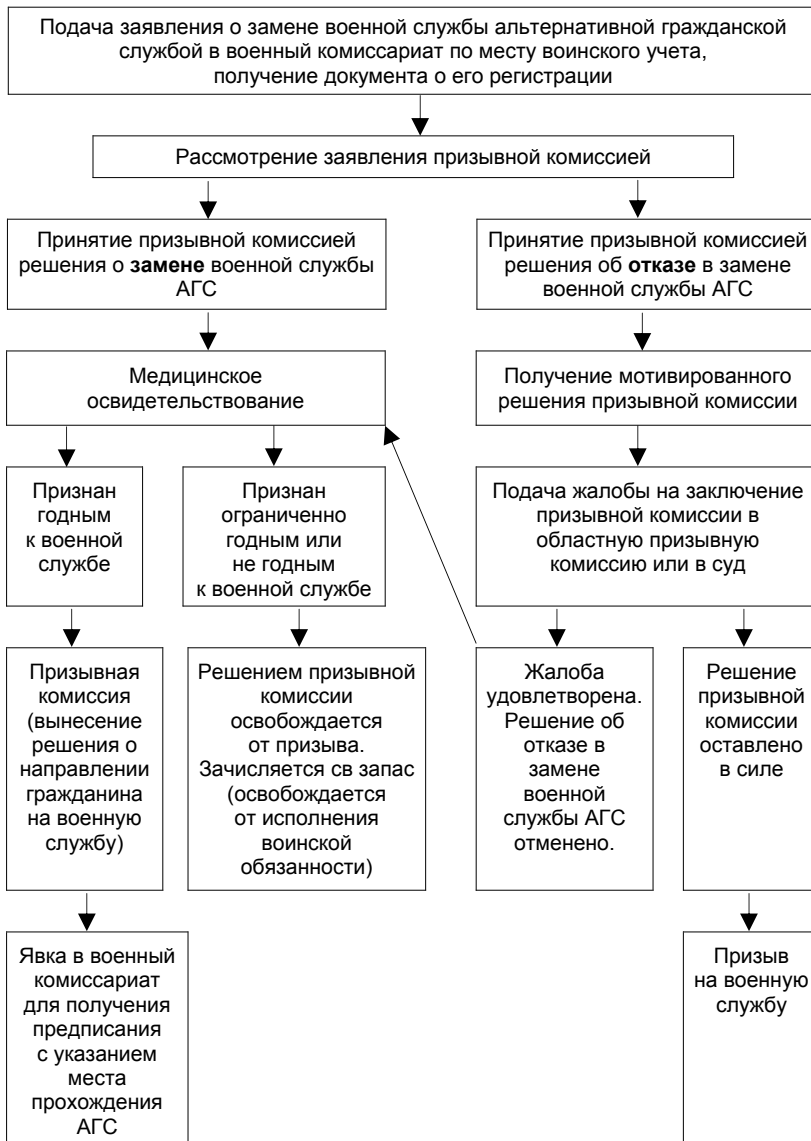 Подача заявления о замене военной службы альтернативной гражданской
службой в военный комиссариат по месту воинского учета,
получение документа о его регистрации
Рассмотрение заявления призывной комиссией
Принятие призывной комиссией
решения о замене военной службы
АГС
Принятие призывной комиссией
решения об отказе в замене
военной службы АГС
Медицинское
освидетельствование
Получение мотивированного
решения призывной комиссии
Признан
годным
к военной
службе
Признан
ограниченно
годным или
не годным
к военной службе
Подача жалобы на заключение
призывной комиссии в
областную призывную
комиссию или в суд
Призывная
комиссия
(вынесение
решения о
направлении
гражданина
на военную
службу)
Решением призывной
комиссии
освобождается
от призыва.
Зачисляется св запас
(освобождается
от исполнения
воинской
обязанности)
Жалоба
удовлетворена.
Решение об
отказе в
замене
военной
службы АГС
отменено.
Решение
призывной
комиссии
оставлено
в силе
Явка в военный
комиссариат
для получения
предписания
с указанием
места
прохождения
АГС
Призыв
на военную
службу